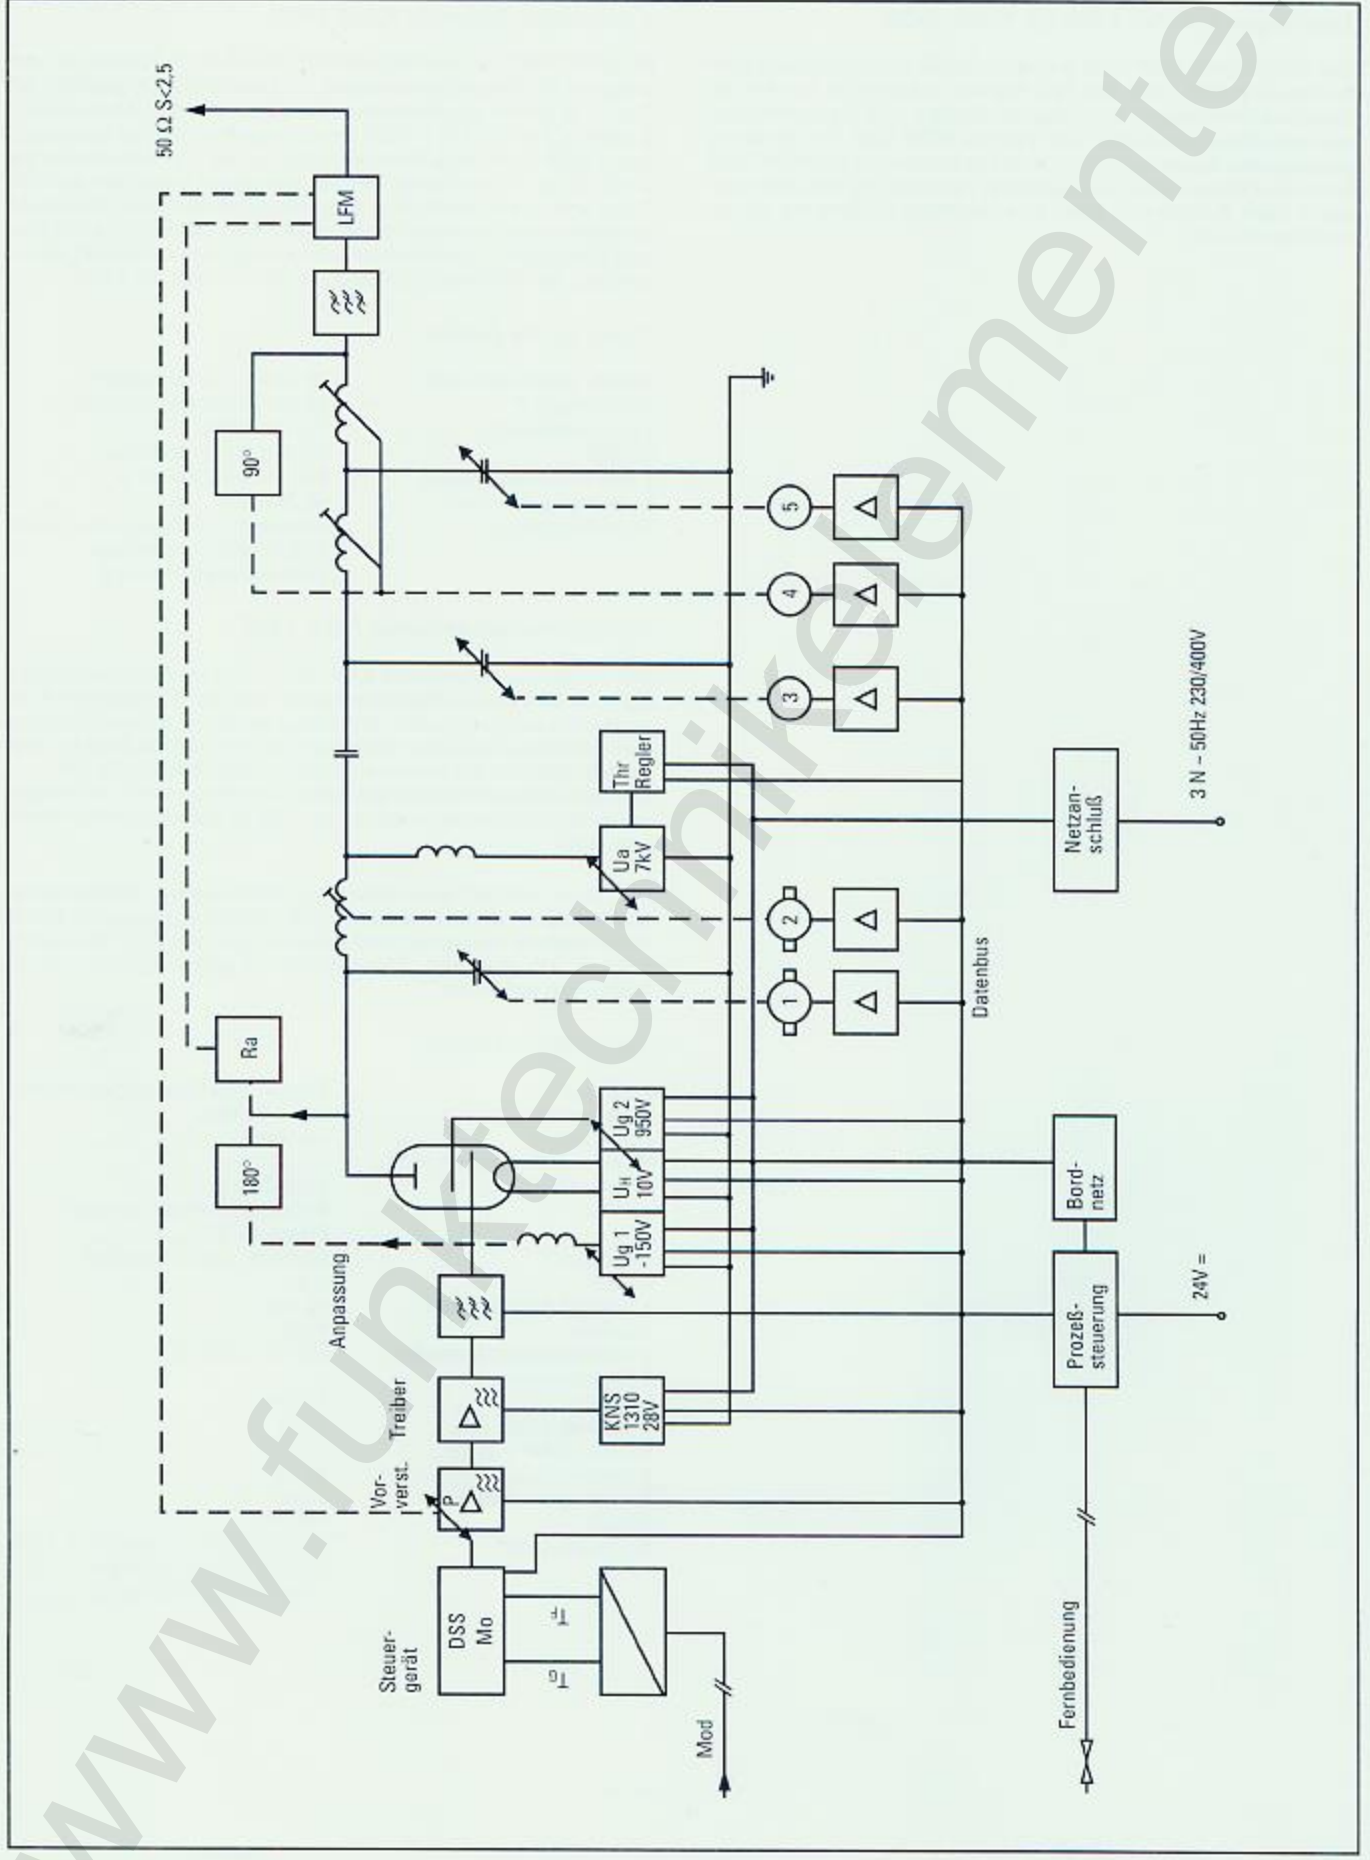 50 Ω S<2,5
LFM
90°
Ra
180°
Anpassung
Treiber
Vor-
verst.
P
Steuer-
gerät
DSS
Mo
TG
TF
Mod
KNS
1310
28V
Ug 1
-150V
UH
10V
Ug 2
950V
Ua
7kV
Thr
Regler
1
2
3
4
5
Datenbus
Netzan-
schluß
3 N ~ 50Hz 230/400V
Bord-
netz
Prozeß-
steuerung
24V =
Fernbedienung
www.funktechnikelemente.